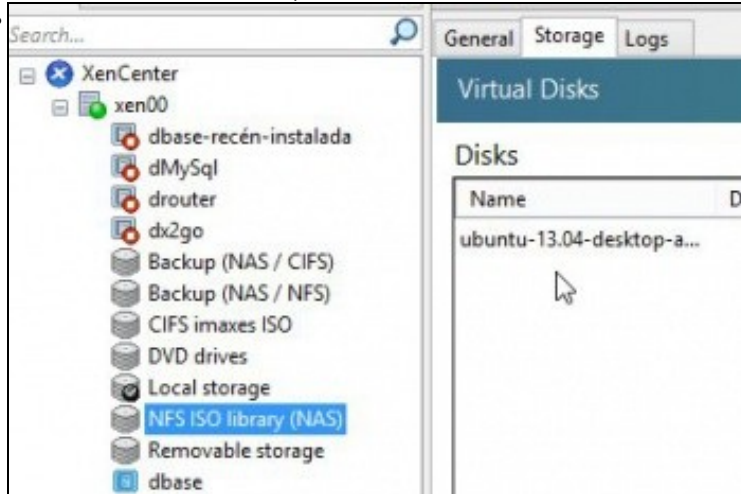 Search...
XenCenter
xen00
dbase-recén-instalada
dMySql
drouter
dx2go
Backup (NAS / CIFS)
Backup (NAS / NFS)
CIFS imaxes ISO
DVD drives
Local storage
NFS ISO library (NAS)
Removable storage
dbase
General Storage Logs
Virtual Disks
Disks
Name D
ubuntu-13.04-desktop-a...